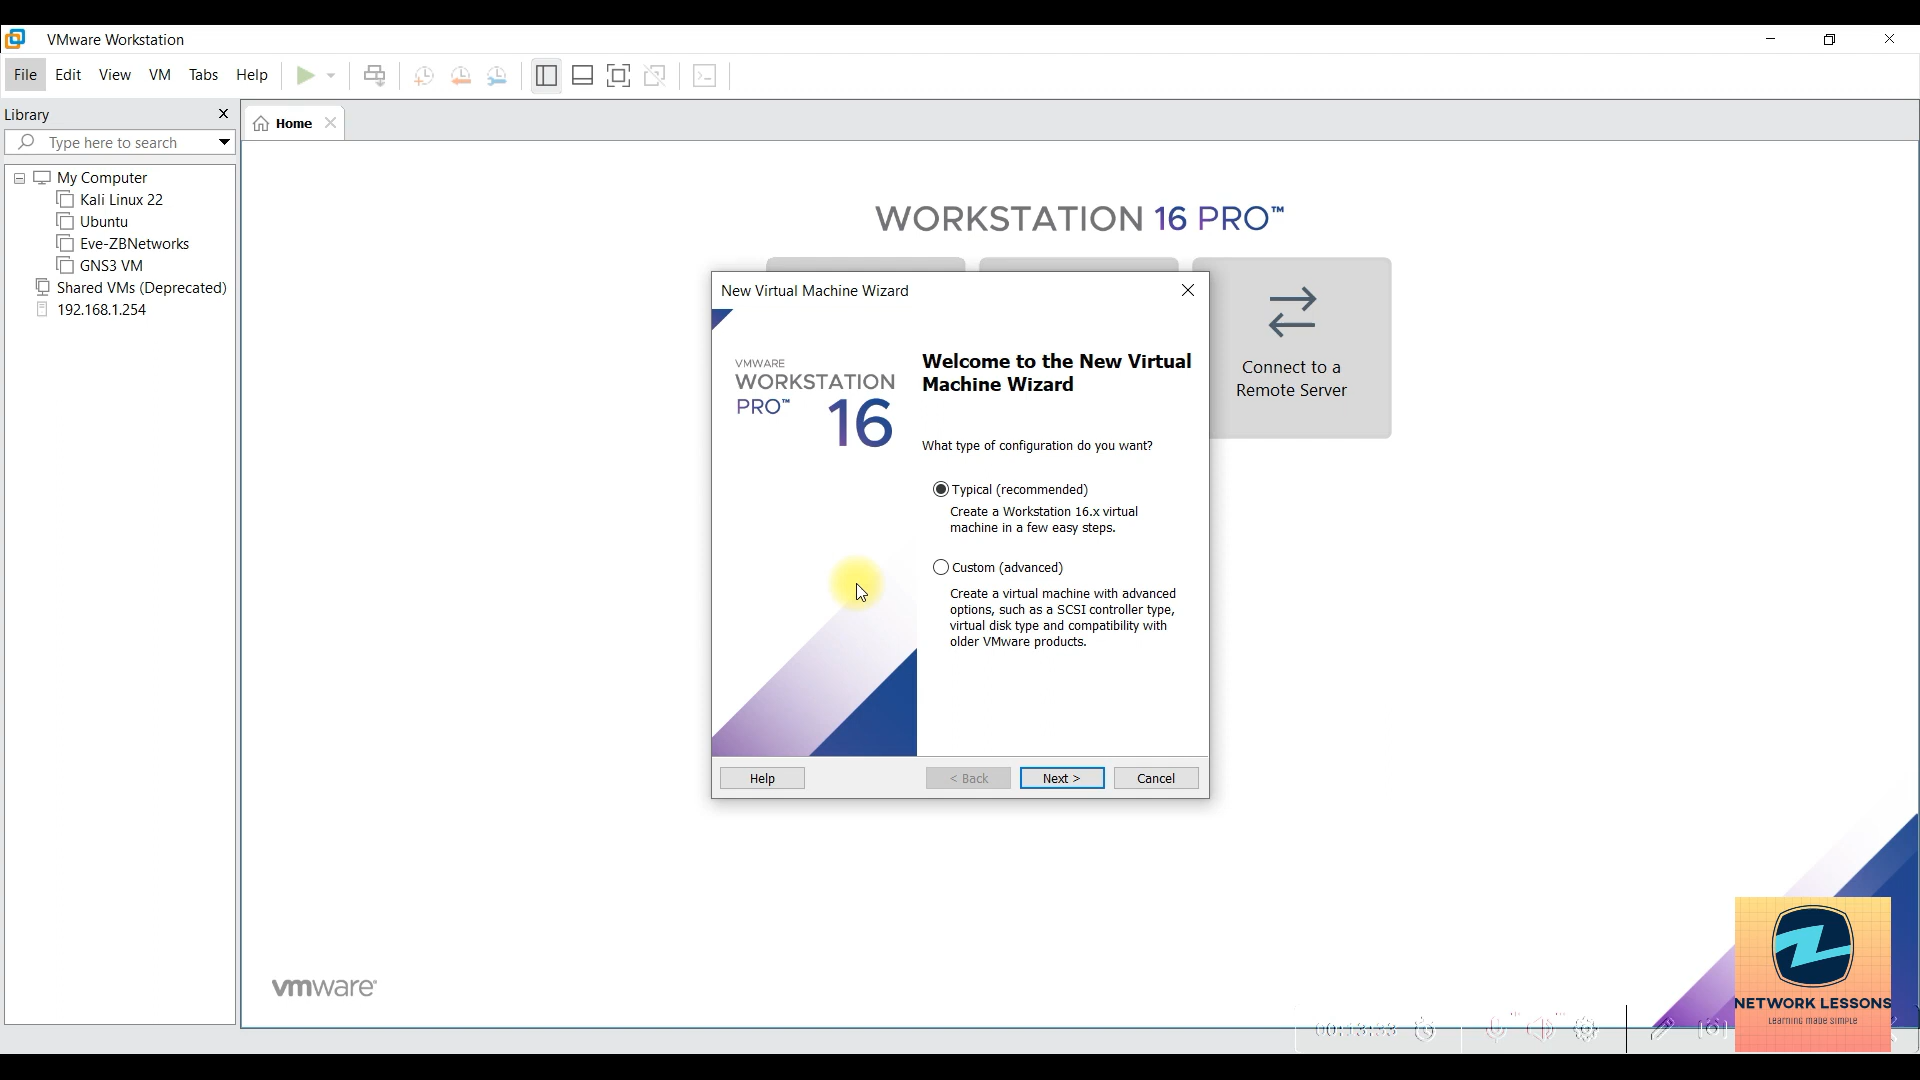 VMware Workstation
File Edit View VM Tabs Help
Library
Type here to search
Home
My Computer
Kali Linux 22
Ubuntu
Eve-ZBNetworks
GNS3 VM
Shared VMs (Deprecated)
192.168.1.254
WORKSTATION 16 PRO™
Connect to a
Remote Server
New Virtual Machine Wizard
VMWARE
WORKSTATION
PRO™ 16
Welcome to the New Virtual
Machine Wizard
What type of configuration do you want?
Typical (recommended)
Create a Workstation 16.x virtual
machine in a few easy steps.
Custom (advanced)
Create a virtual machine with advanced
options, such as a SCSI controller type,
virtual disk type and compatibility with
older VMware products.
Help < Back Next > Cancel
vmware
NETWORK LESSONS
Learning made simple
00:13:33